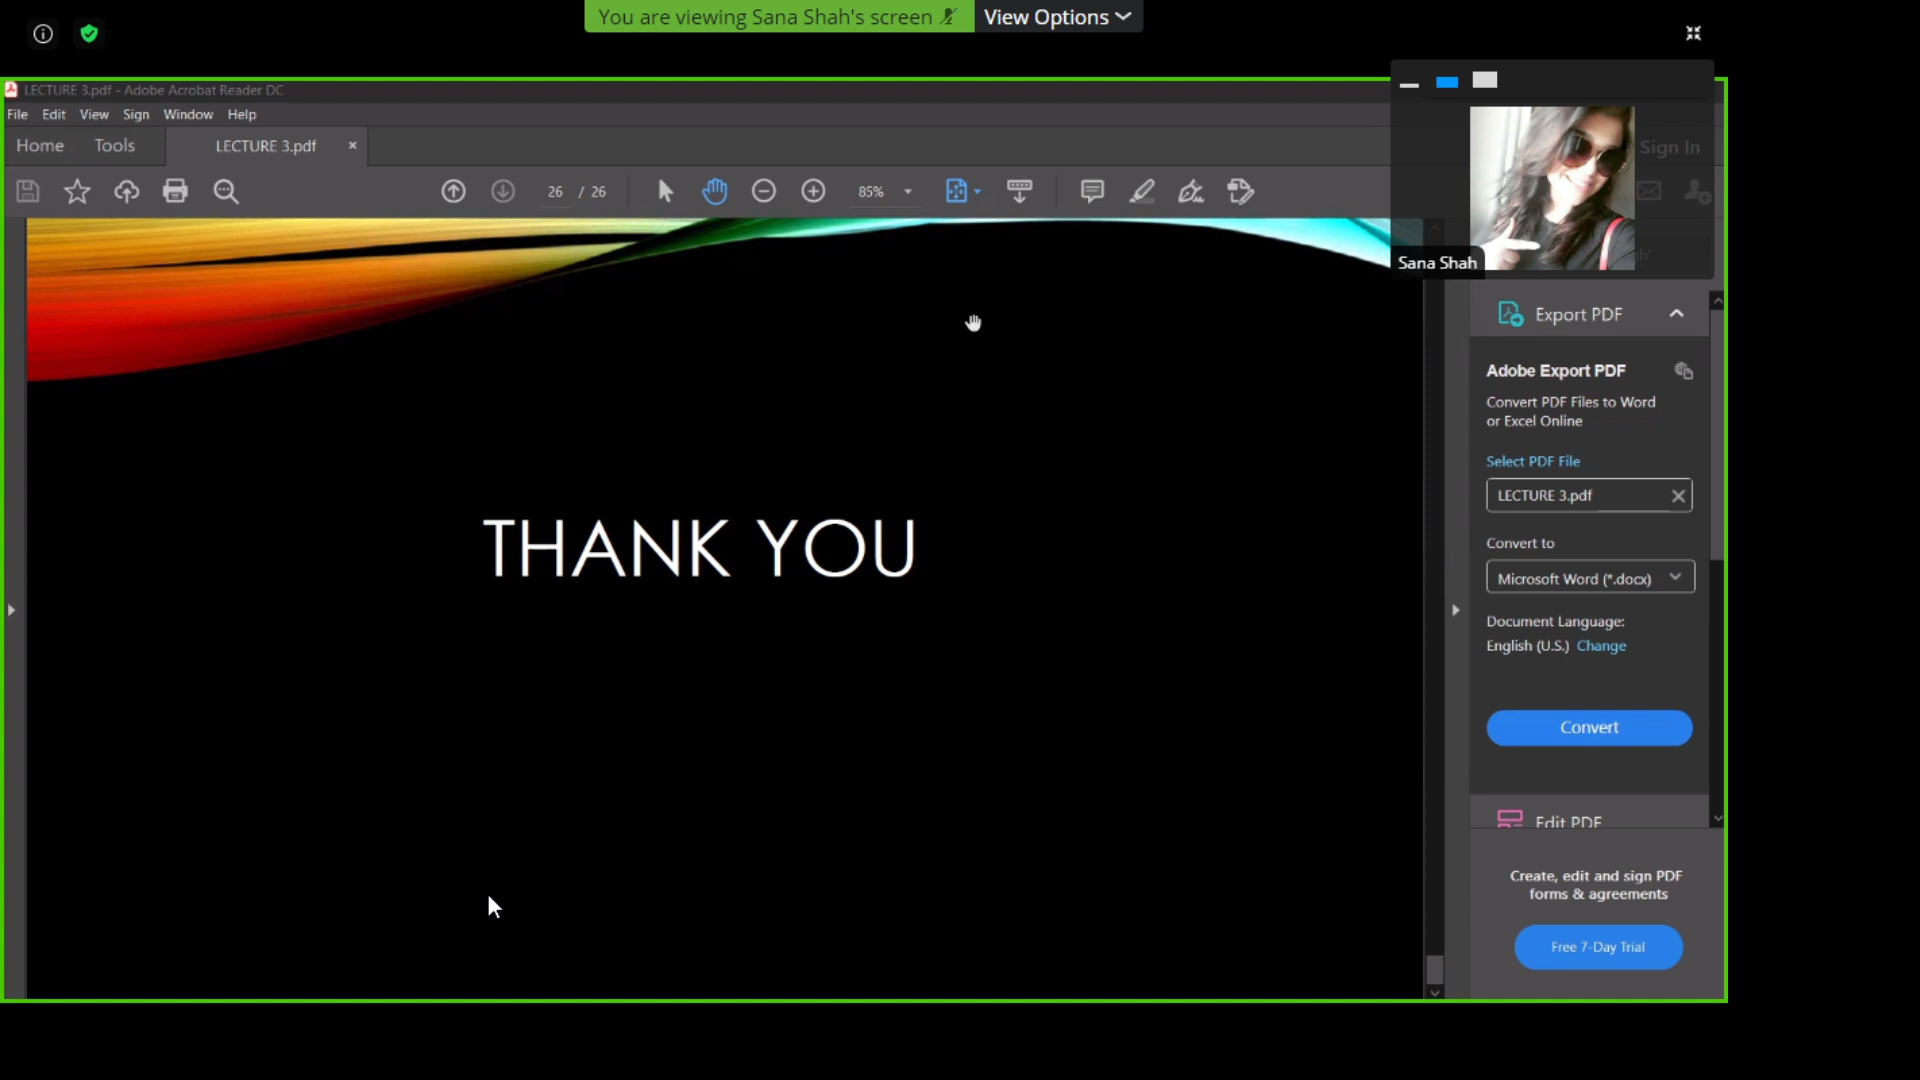 You are viewing Sana Shah's screen
View Options
LECTURE 3.pdf - Adobe Acrobat Reader DC
File Edit View Sign Window Help
Home Tools LECTURE 3.pdf
Sign In
26 / 26
85%
Sana Shah
THANK YOU
Export PDF
Adobe Export PDF
Convert PDF Files to Word
or Excel Online
Select PDF File
LECTURE 3.pdf
Convert to
Microsoft Word (*.docx)
Document Language:
English (U.S.) Change
Convert
Edit PDF
Create, edit and sign PDF
forms & agreements
Free 7-Day Trial